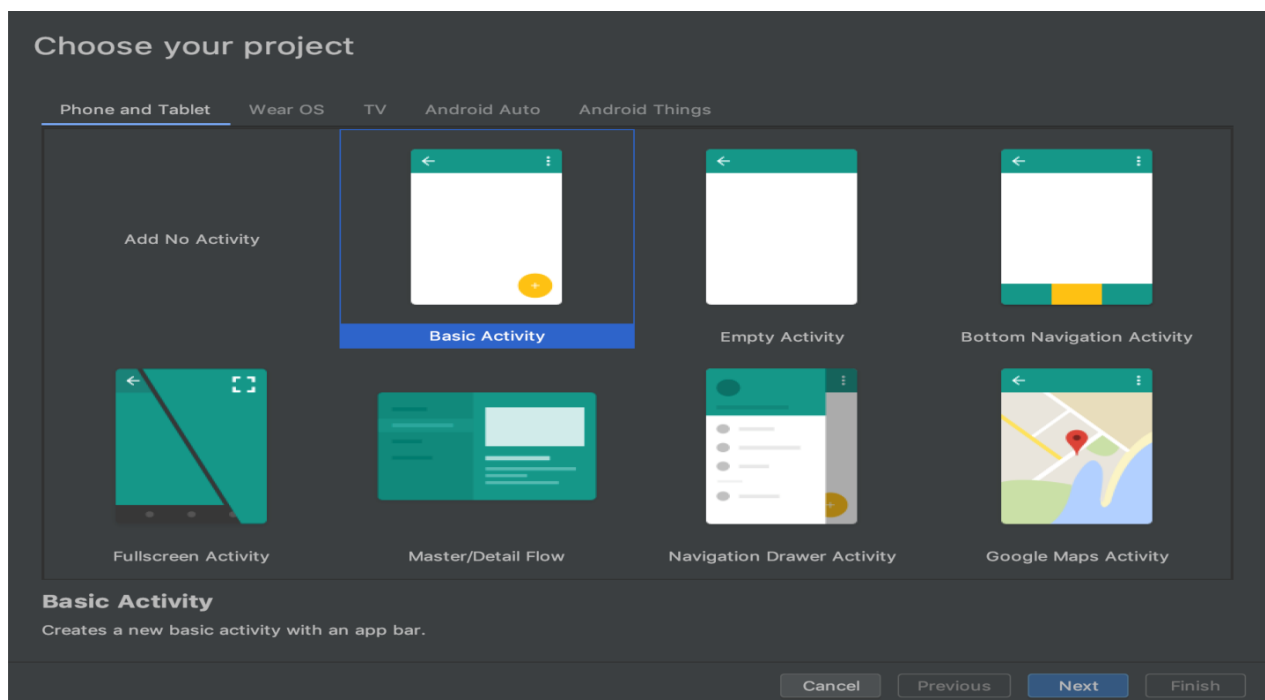 Choose your project
Phone and Tablet Wear OS TV Android Auto Android Things
Add No Activity
Basic Activity Empty Activity Bottom Navigation Activity
Fullscreen Activity Master/Detail Flow Navigation Drawer Activity Google Maps Activity
Basic Activity
Creates a new basic activity with an app bar.
Cancel Previous Next Finish